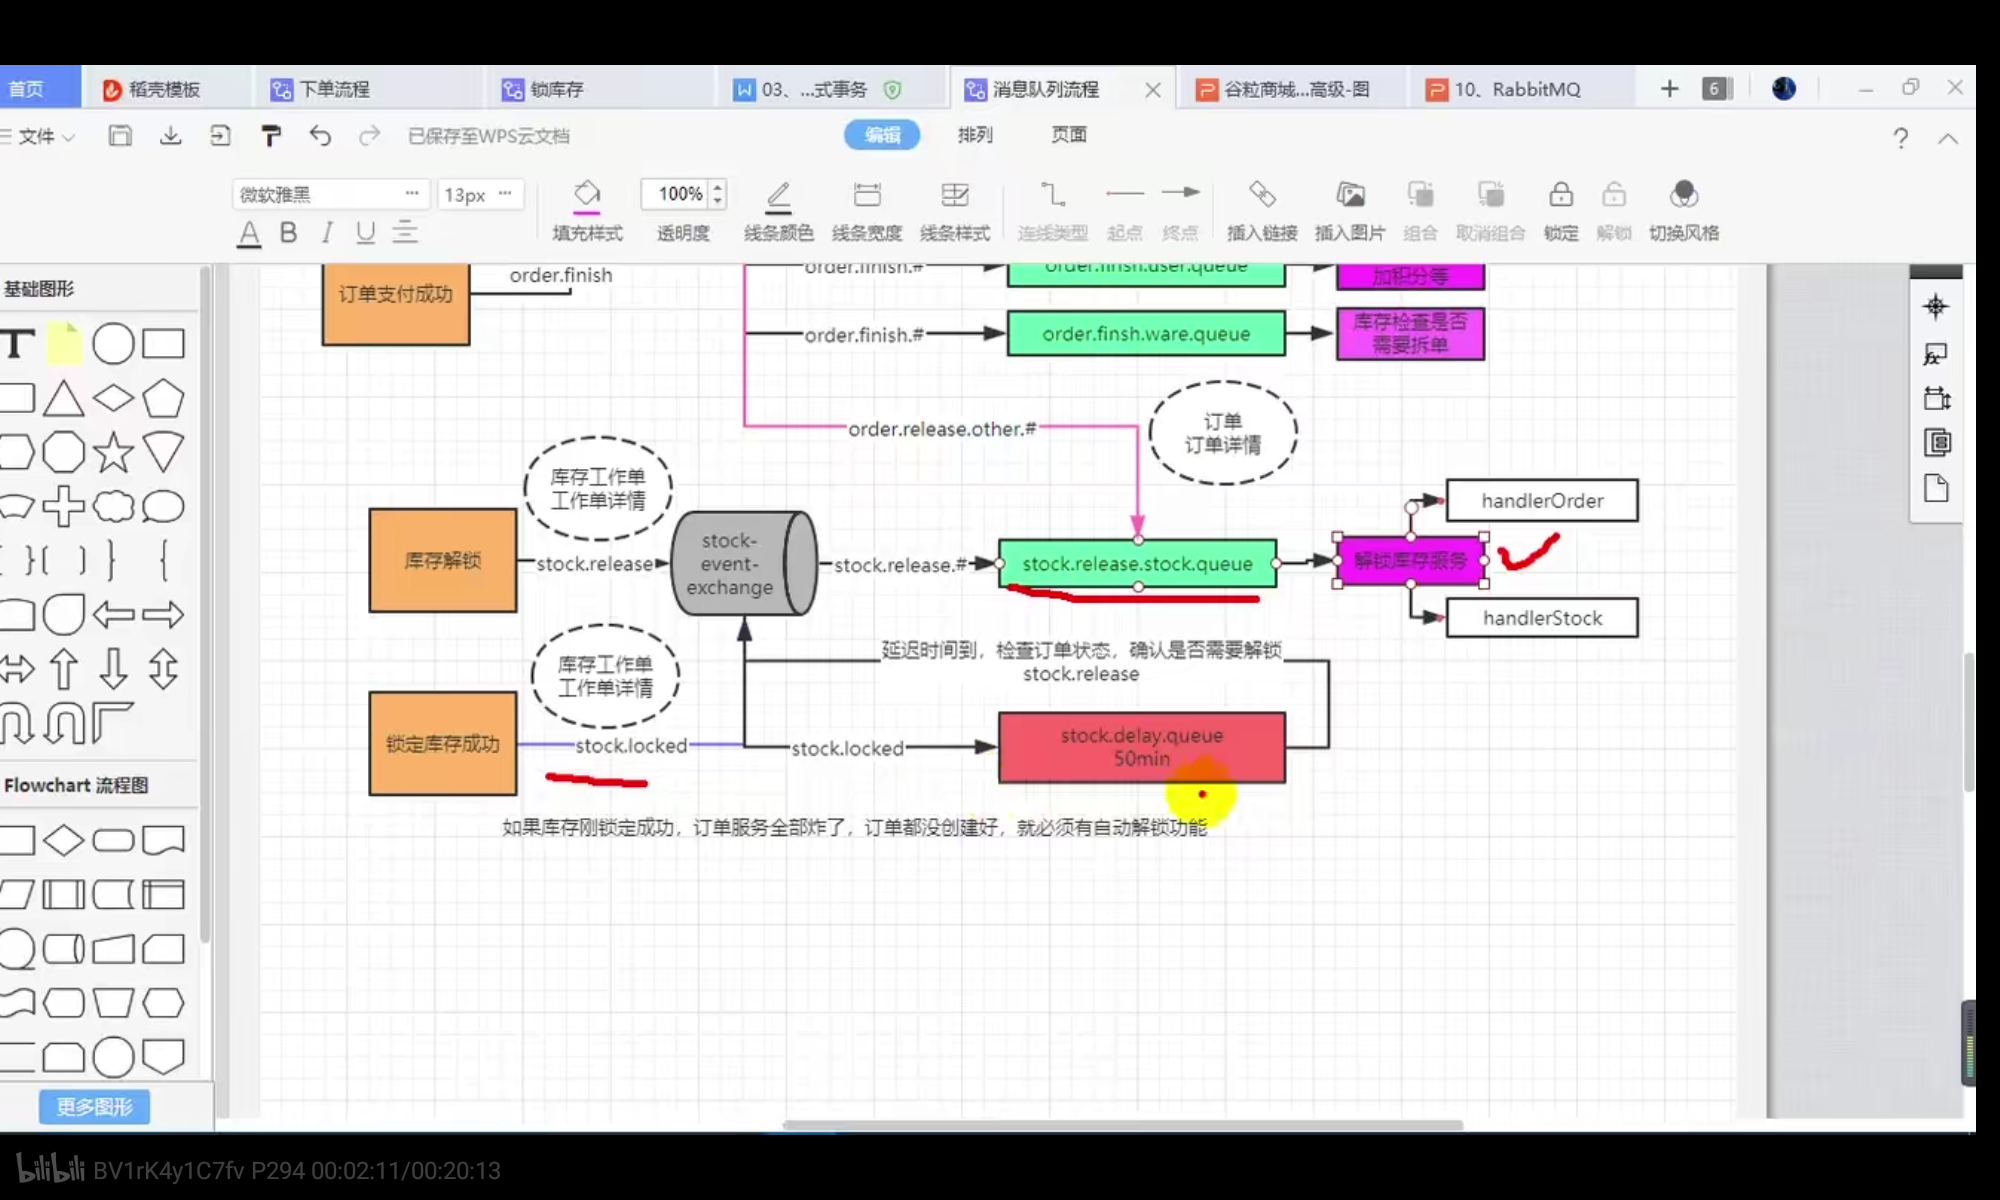 首页
稻壳模板
下单流程
锁库存
03、...式事务
消息队列流程
谷粒商城...高级-图
10、RabbitMQ
6
文件
已保存至WPS云文档
编辑
排列
页面
?
微软雅黑
13px
100%
A B I U
填充样式
透明度
线条颜色
线条宽度
线条样式
连线类型
起点
终点
插入链接
插入图片
组合
取消组合
锁定
解锁
切换风格
基础图形
Flowchart 流程图
更多图形
订单支付成功
order.finish
order.finish.#
order.finsh.user.queue
加积分等
order.finish.#
order.finsh.ware.queue
库存检查是否
需要拆单
order.release.other.#
订单
订单详情
库存工作单
工作单详情
库存解锁
stock.release
stock-
event-
exchange
stock.release.#
stock.release.stock.queue
解锁库存服务
handlerOrder
handlerStock
延迟时间到，检查订单状态，确认是否需要解锁
stock.release
库存工作单
工作单详情
锁定库存成功
stock.locked
stock.locked
stock.delay.queue
50min
如果库存刚锁定成功，订单服务全部炸了，订单都没创建好，就必须有自动解锁功能
bilibili BV1rK4y1C7fv P294 00:02:11/00:20:13